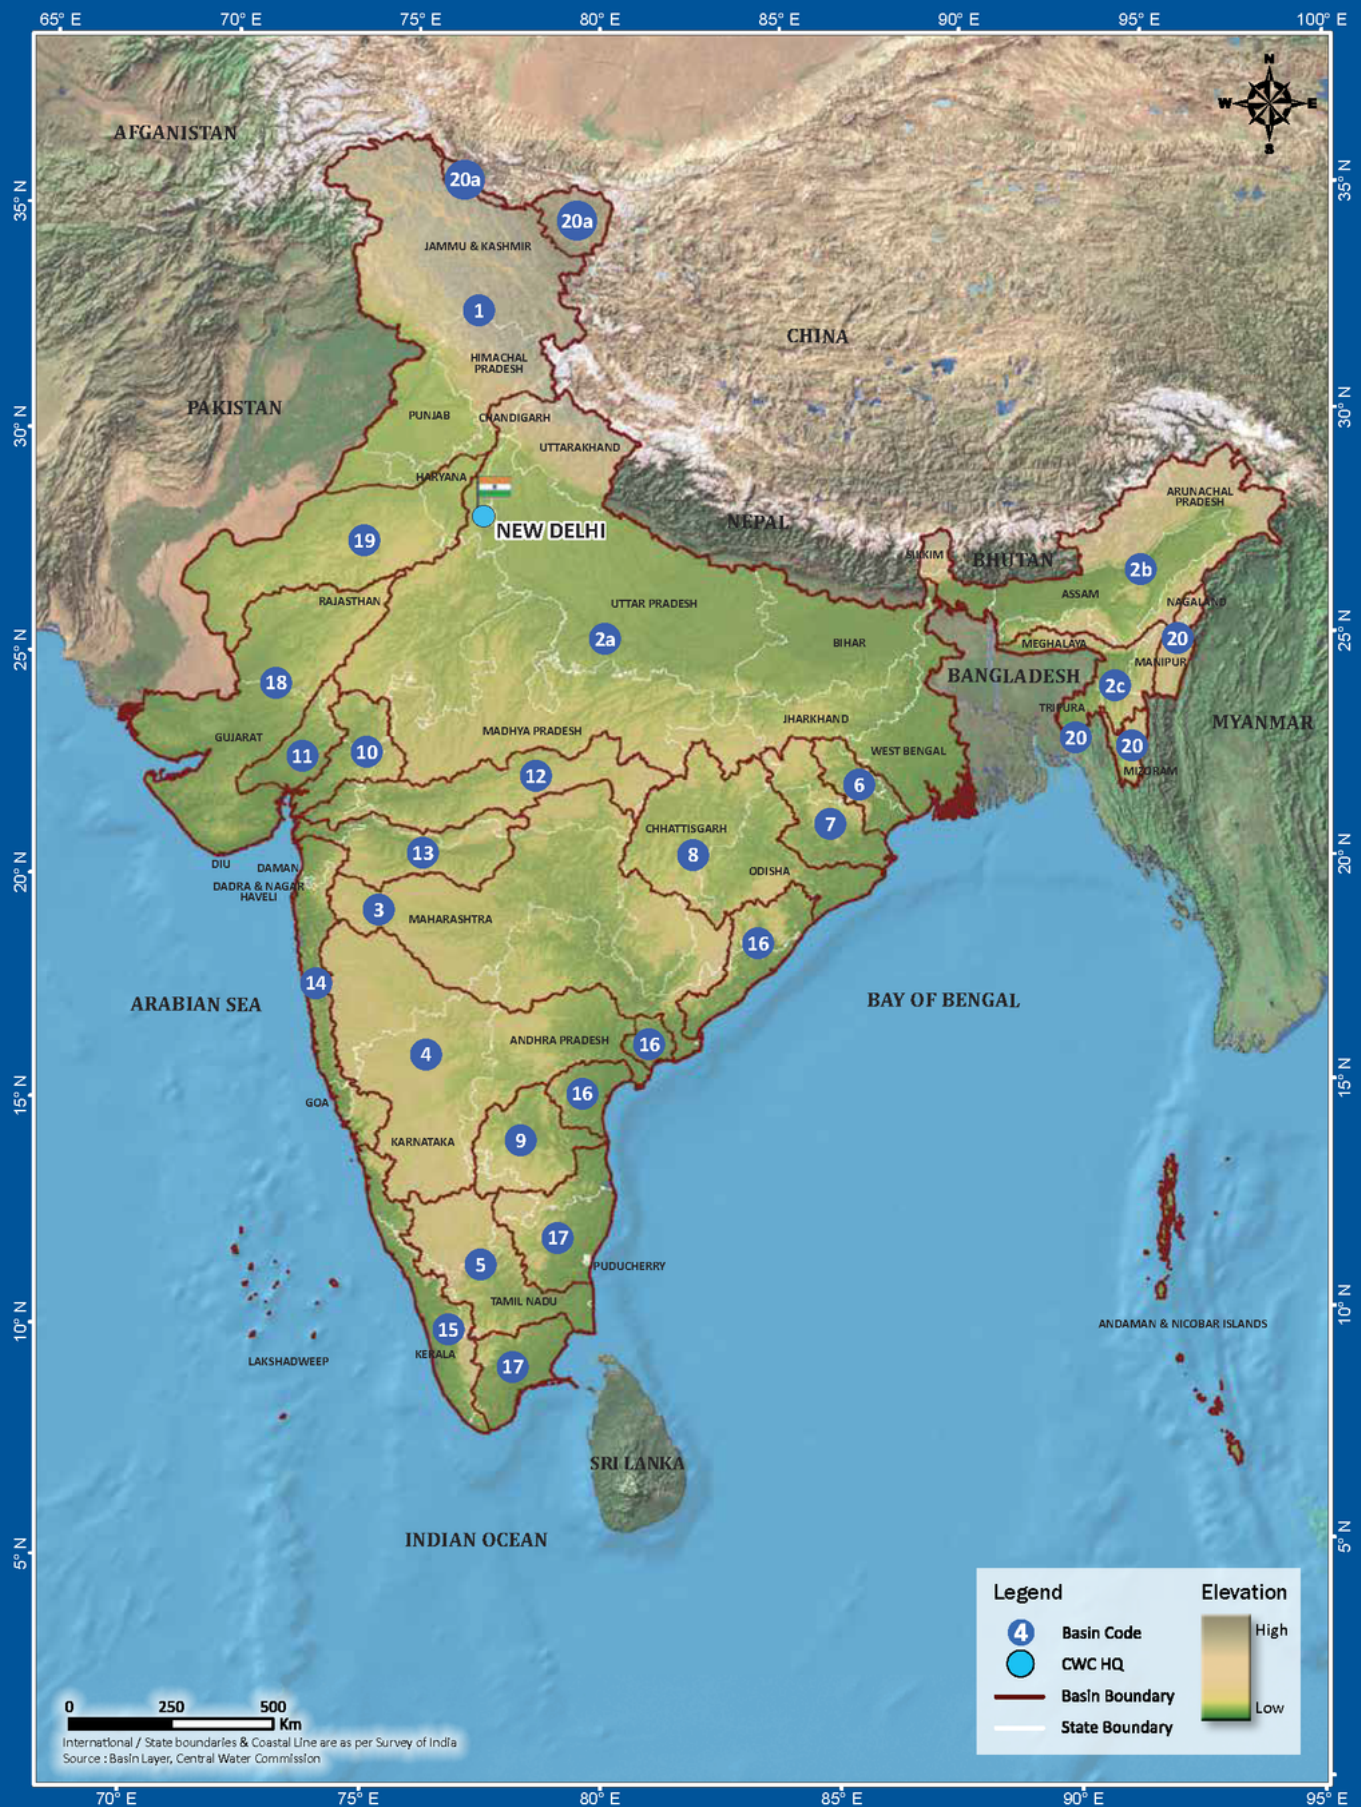 65° E
70° E
75° E
80° E
85° E
90° E
95° E
100° E
N
W
E
S
AFGANISTAN
35° N
35° N
20a
20a
JAMMU & KASHMIR
1
CHINA
HIMACHAL
PRADESH
PAKISTAN
PUNJAB
CHANDIGARH
30° N
30° N
UTTARAKHAND
HARYANA
ARUNACHAL
PRADESH
NEPAL
NEW DELHI
19
SIKKIM
BHUTAN
2b
RAJASTHAN
UTTAR PRADESH
ASSAM
NAGALAND
25° N
25° N
2a
BIHAR
MEGHALAYA
20
MANIPUR
BANGLADESH
18
2c
TRIPURA
MYANMAR
JHARKHAND
MADHYA PRADESH
GUJARAT
20
20
WEST BENGAL
10
11
12
MIZORAM
6
7
CHHATTISGARH
8
13
20° N
20° N
DIU
DAMAN
ODISHA
DADRA & NAGAR
HAVELI
3
MAHARASHTRA
16
14
ARABIAN SEA
BAY OF BENGAL
ANDHRA PRADESH
16
4
15° N
15° N
16
GOA
KARNATAKA
9
17
5
PUDUCHERRY
TAMIL NADU
10° N
10° N
15
ANDAMAN & NICOBAR ISLANDS
KERALA
LAKSHADWEEP
17
SRI LANKA
INDIAN OCEAN
5° N
5° N
Legend
Elevation
4
Basin Code
High
CWC HQ
Basin Boundary
Low
State Boundary
0
250
500
Km
International / State boundaries & Coastal Line are as per Survey of India
Source : Basin Layer, Central Water Commission
70° E
75° E
80° E
85° E
90° E
95° E